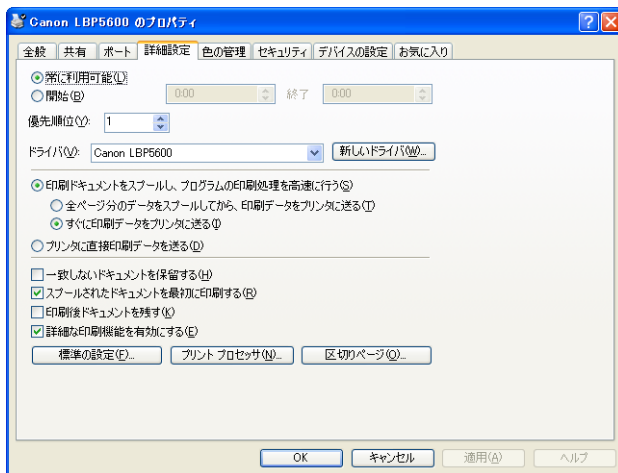 Canon LBP5600 のプロパティ
全般 共有 ポート 詳細設定 色の管理 セキュリティ デバイスの設定 お気に入り
常に利用可能(L)
開始(B) 0:00 終了 0:00
優先順位(Y): 1
ドライバ(V): Canon LBP5600 新しいドライバ(W)...
印刷ドキュメントをスプールし、プログラムの印刷処理を高速に行う(S)
全ページ分のデータをスプールしてから、印刷データをプリンタに送る(T)
すぐに印刷データをプリンタに送る(I)
プリンタに直接印刷データを送る(D)
一致しないドキュメントを保留する(H)
スプールされたドキュメントを最初に印刷する(R)
印刷後ドキュメントを残す(K)
詳細な印刷機能を有効にする(E)
標準の設定(F)... プリント プロセッサ(N)... 区切りページ(O)...
OK キャンセル 適用(A) ヘルプ